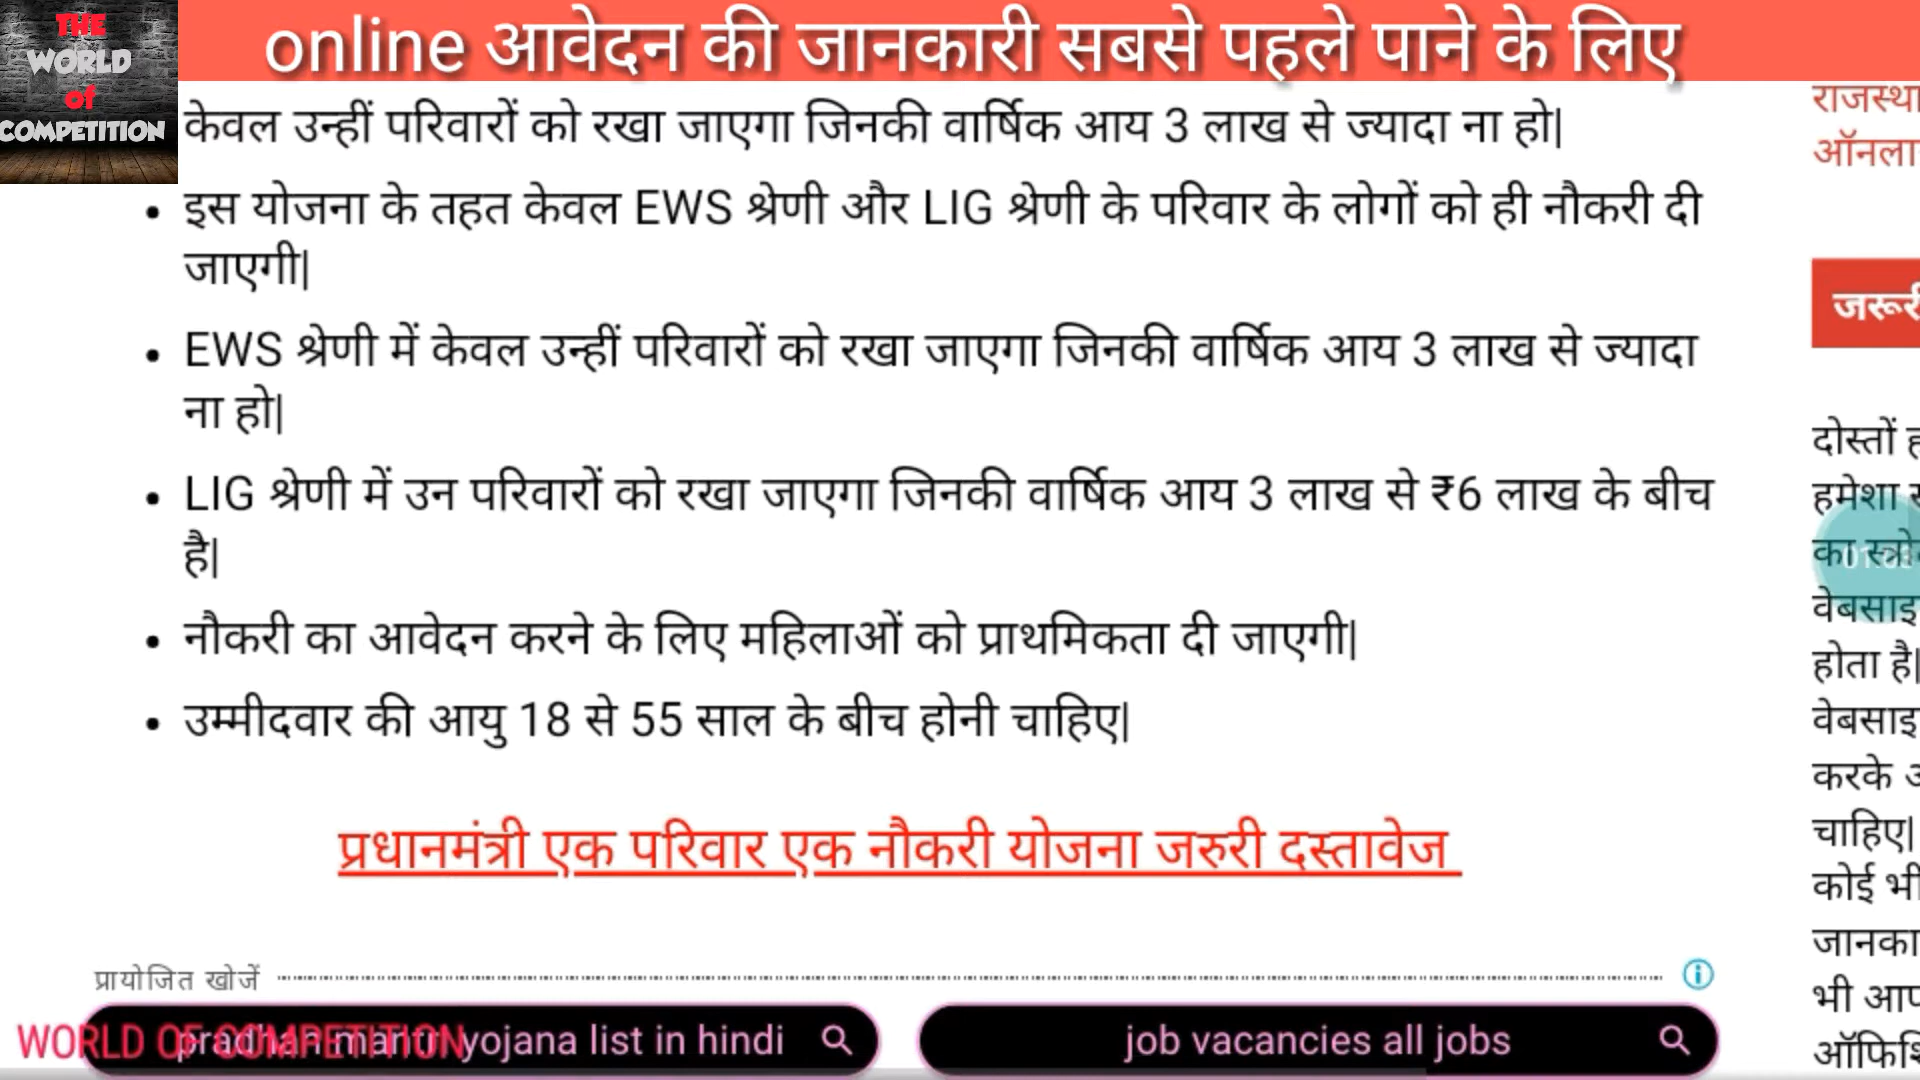 THE
WORLD
of
COMPETITION
online आवेदन की जानकारी सबसे पहले पाने के लिए
केवल उन्हीं परिवारों को रखा जाएगा जिनकी वार्षिक आय 3 लाख से ज्यादा ना हो|
• इस योजना के तहत केवल EWS श्रेणी और LIG श्रेणी के परिवार के लोगों को ही नौकरी दी
जाएगी|
• EWS श्रेणी में केवल उन्हीं परिवारों को रखा जाएगा जिनकी वार्षिक आय 3 लाख से ज्यादा
ना हो|
• LIG श्रेणी में उन परिवारों को रखा जाएगा जिनकी वार्षिक आय 3 लाख से ₹6 लाख के बीच
है|
• नौकरी का आवेदन करने के लिए महिलाओं को प्राथमिकता दी जाएगी|
• उम्मीदवार की आयु 18 से 55 साल के बीच होनी चाहिए|
प्रधानमंत्री एक परिवार एक नौकरी योजना जरुरी दस्तावेज
प्रायोजित खोजें
pradhan mantri yojana list in hindi
WORLD OF COMPETITION
job vacancies all jobs
दोस्तों
हमेशा
का
होता है|
करके
चाहिए|
कोई भी
भी